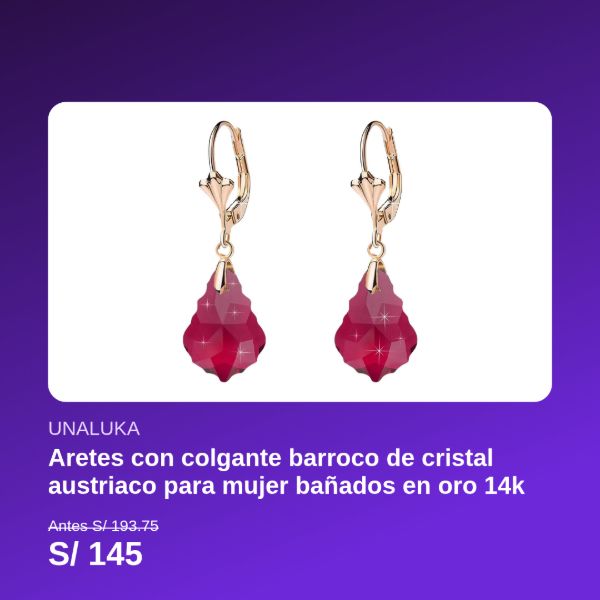 UNALUKA
Aretes con colgante barroco de cristal
austriaco para mujer bañados en oro 14k
Antes S/ 193.75
S/ 145